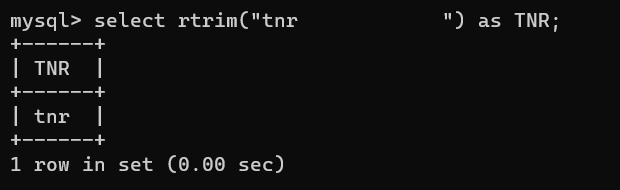 mysql> select rtrim("tnr            ") as TNR;
+------+
| TNR  |
+------+
| tnr  |
+------+
1 row in set (0.00 sec)